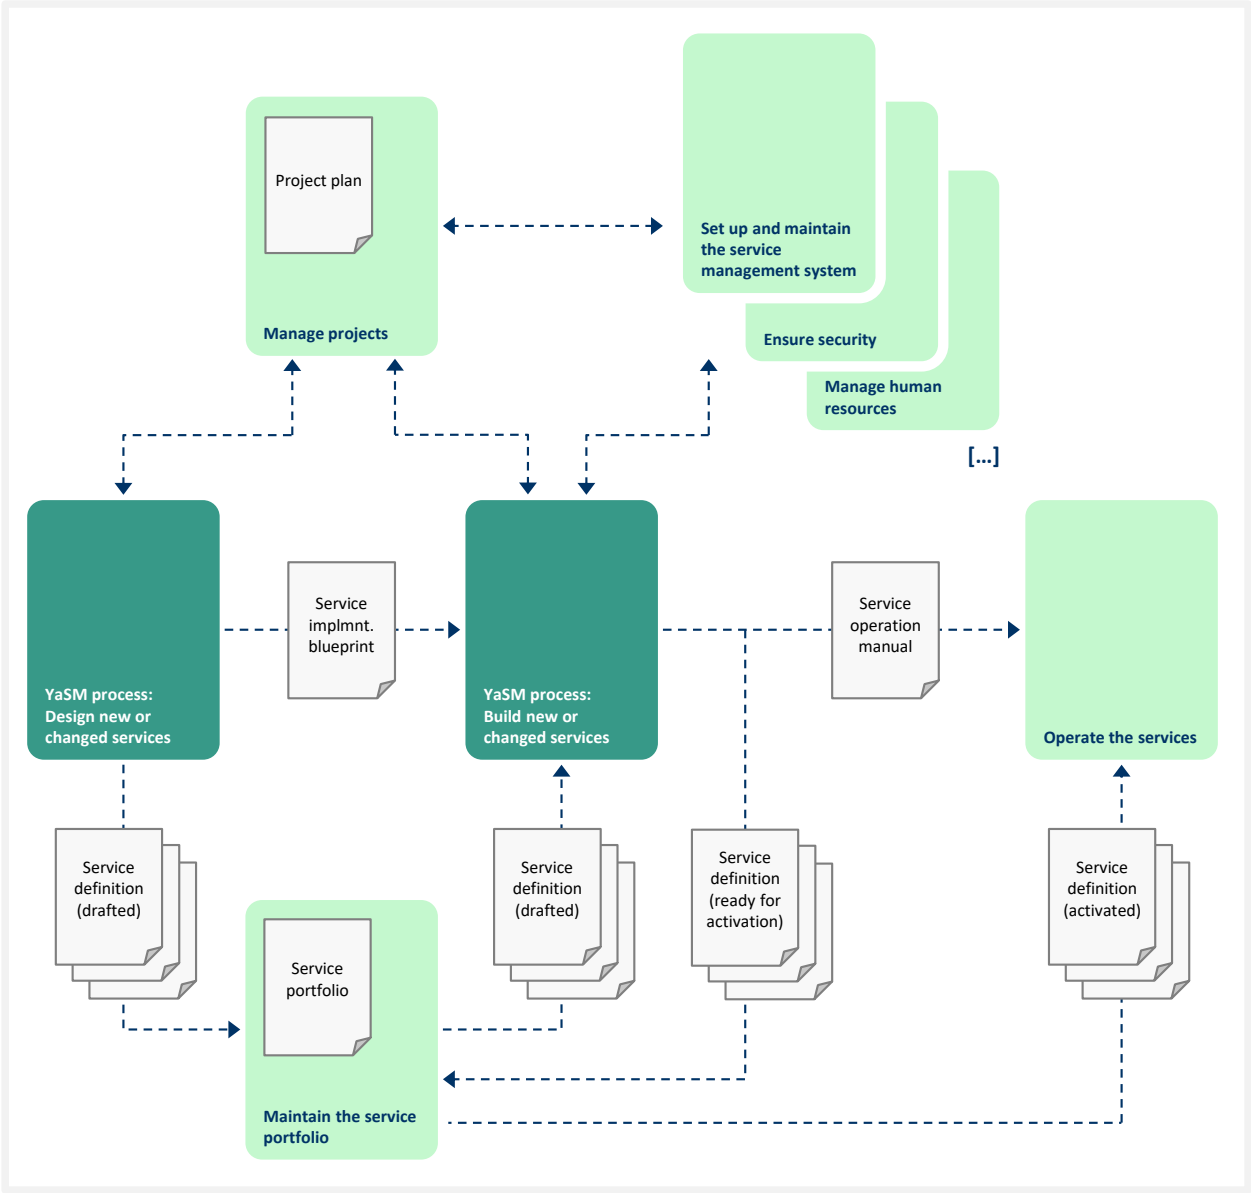 Project plan
Manage projects
Set up and maintain
the service
management system
Ensure security
Manage human
resources
[...]
YaSM process:
Design new or
changed services
Service
implmnt.
blueprint
YaSM process:
Build new or
changed services
Service
operation
manual
Operate the services
Service
definition
(drafted)
Service
portfolio
Maintain the service
portfolio
Service
definition
(drafted)
Service
definition
(ready for
activation)
Service
definition
(activated)